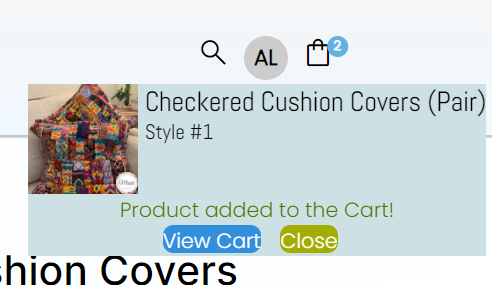 AL 2
Checkered Cushion Covers (Pair)
Style #1
Product added to the Cart!
View Cart Close
shion Covers